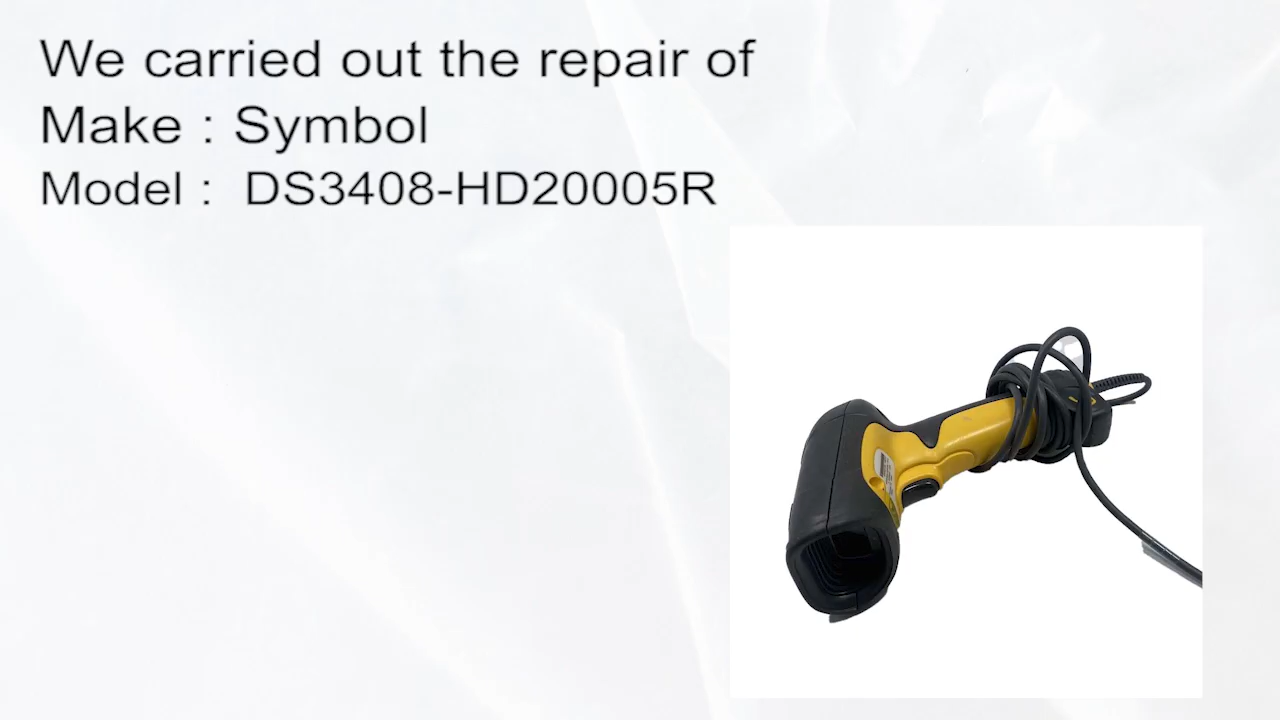 We carried out the repair of
Make : Symbol
Model :  DS3408-HD20005R